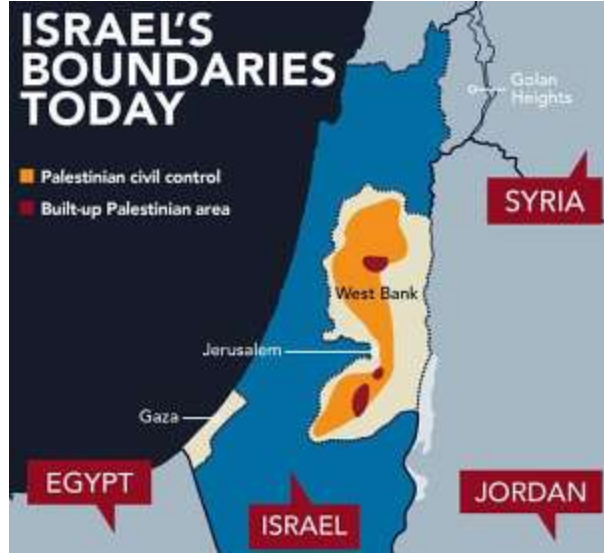 ISRAEL'S
BOUNDARIES
TODAY
Golan
Heights
Palestinian civil control
Built-up Palestinian area
SYRIA
West Bank
Jerusalem
Gaza
EGYPT
ISRAEL
JORDAN